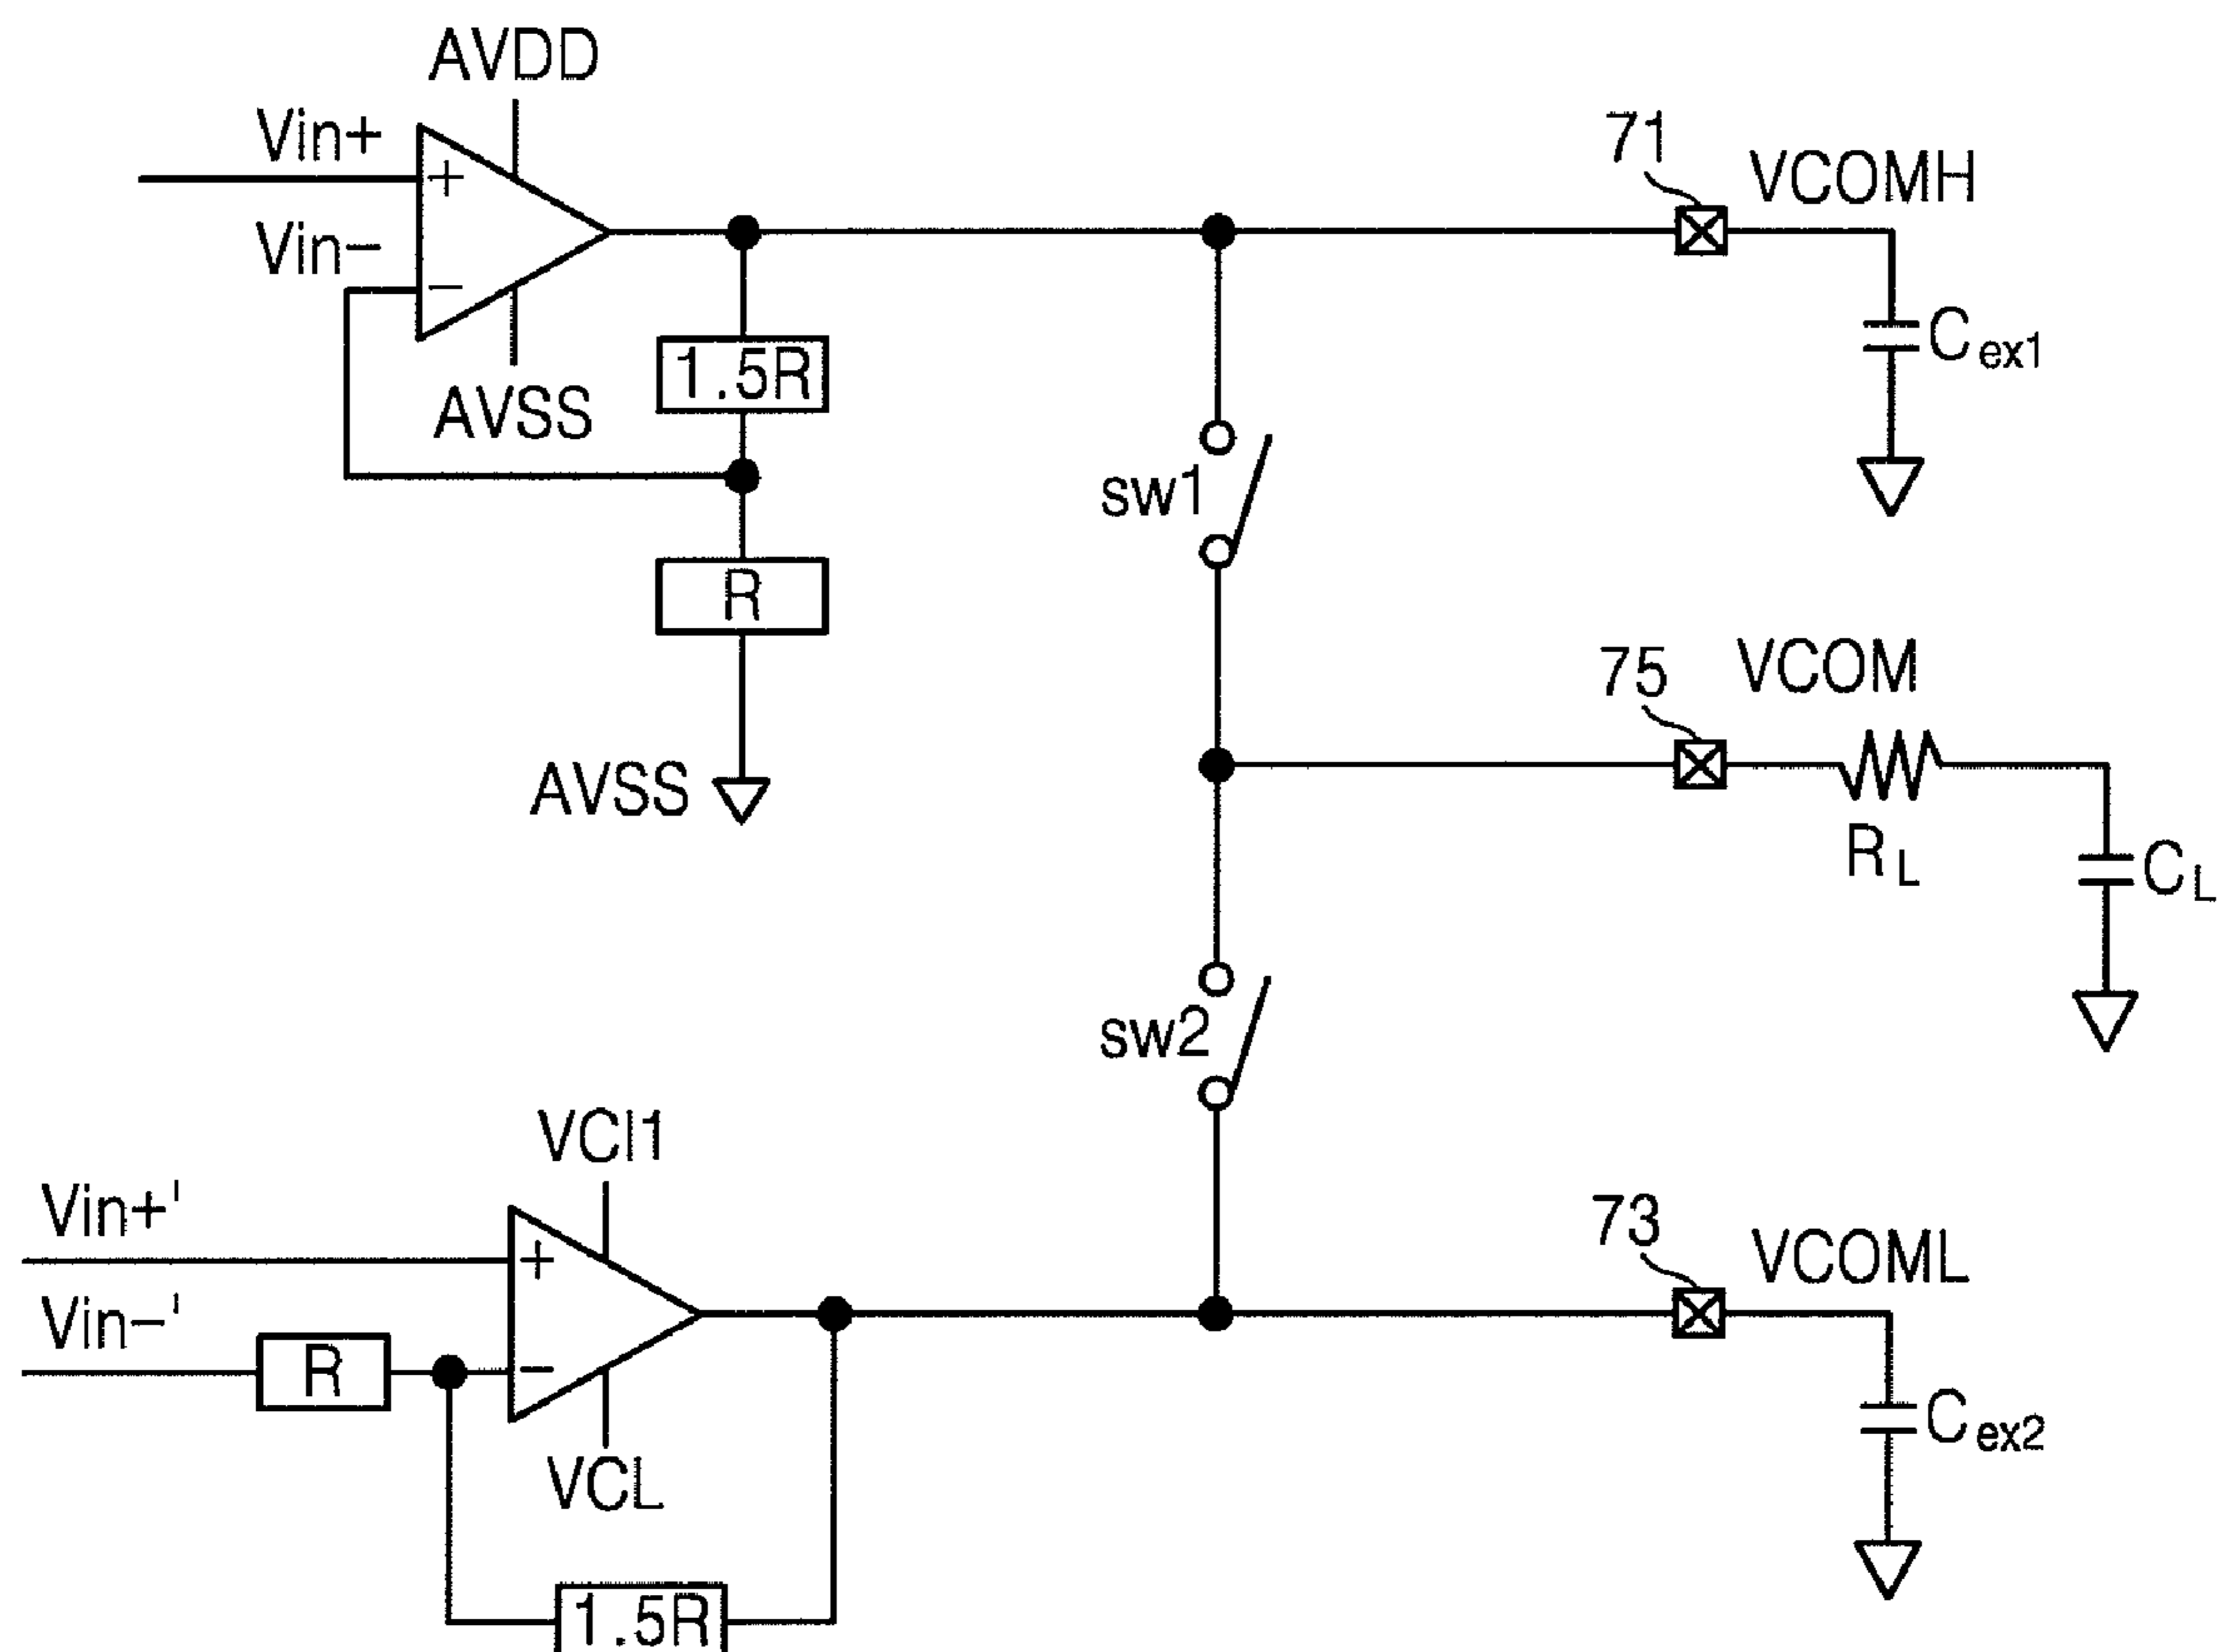 AVDD
Vin+
+
Vin−
−
AVSS
1.5R
R
AVSS
71
VCOMH
Cex1
sw1
75
VCOM
RL
CL
sw2
VCI1
Vin+'
+
Vin−'
R
−
VCL
1.5R
73
VCOML
Cex2